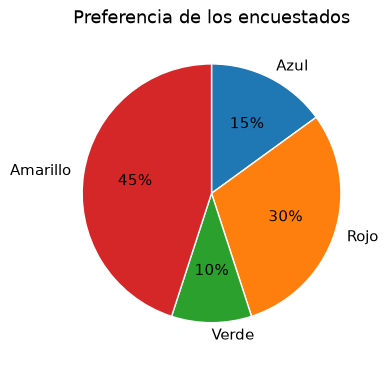 Preferencia de los encuestados
Azul
15%
Amarillo
45%
30%
Rojo
10%
Verde